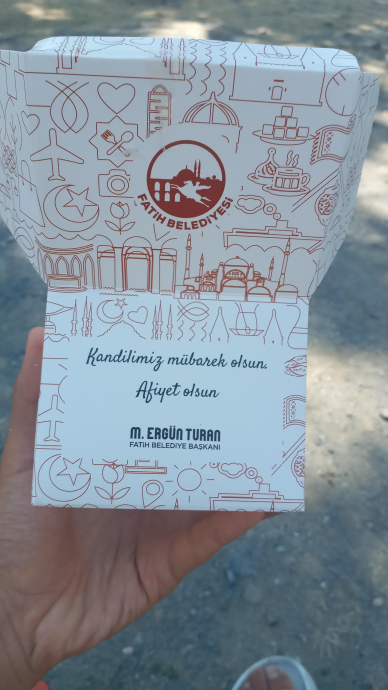 FATİH BELEDİYESİ
Kandilimiz mübarek olsun.
Afiyet olsun
M. ERGÜN TURAN
FATİH BELEDİYE BAŞKANI